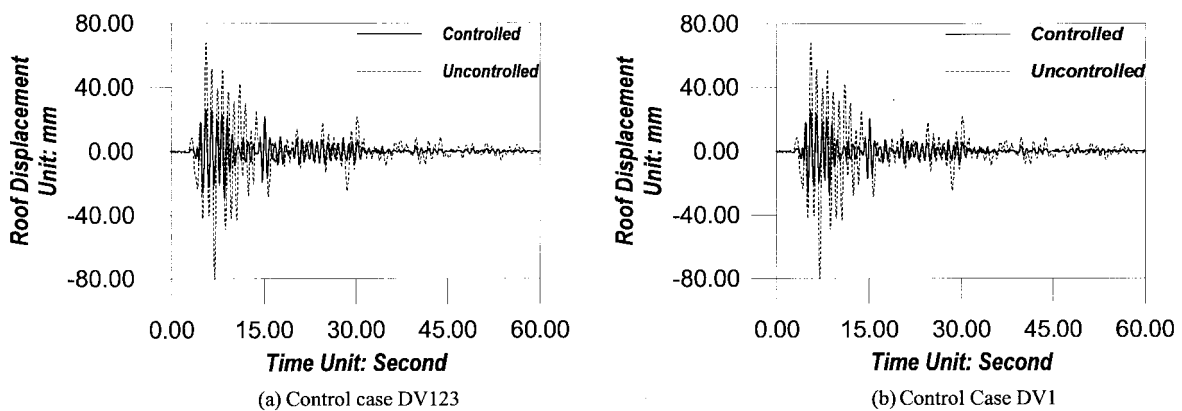 80.00
40.00
0.00
-40.00
-80.00
Roof Displacement
Unit: mm
Controlled
Uncontrolled
0.00 15.00 30.00 45.00 60.00
Time Unit: Second
(a) Control case DV123
80.00
40.00
0.00
-40.00
-80.00
Roof Displacement
Unit: mm
Controlled
Uncontrolled
0.00 15.00 30.00 45.00 60.00
Time Unit: Second
(b) Control Case DV1